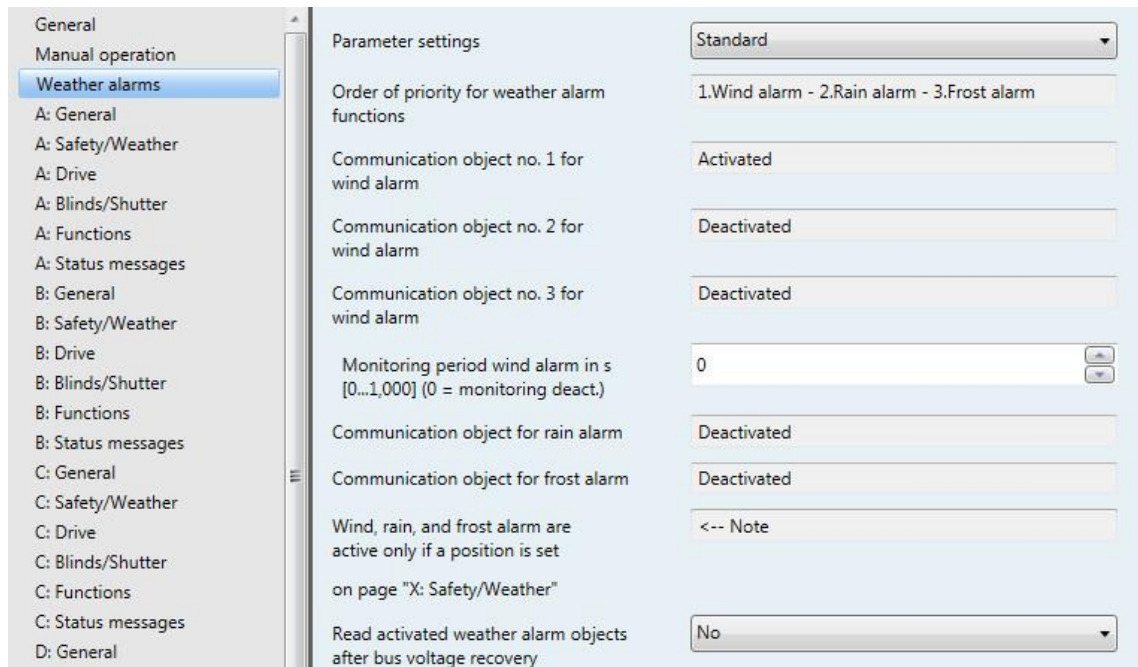 General
Manual operation
Weather alarms
A: General
A: Safety/Weather
A: Drive
A: Blinds/Shutter
A: Functions
A: Status messages
B: General
B: Safety/Weather
B: Drive
B: Blinds/Shutter
B: Functions
B: Status messages
C: General
C: Safety/Weather
C: Drive
C: Blinds/Shutter
C: Functions
C: Status messages
D: General
Parameter settings
Standard
Order of priority for weather alarm
functions
1.Wind alarm - 2.Rain alarm - 3.Frost alarm
Communication object no. 1 for
wind alarm
Activated
Communication object no. 2 for
wind alarm
Deactivated
Communication object no. 3 for
wind alarm
Deactivated
Monitoring period wind alarm in s
[0...1,000] (0 = monitoring deact.)
0
Communication object for rain alarm
Deactivated
Communication object for frost alarm
Deactivated
Wind, rain, and frost alarm are
active only if a position is set
<-- Note
on page "X: Safety/Weather"
Read activated weather alarm objects
after bus voltage recovery
No